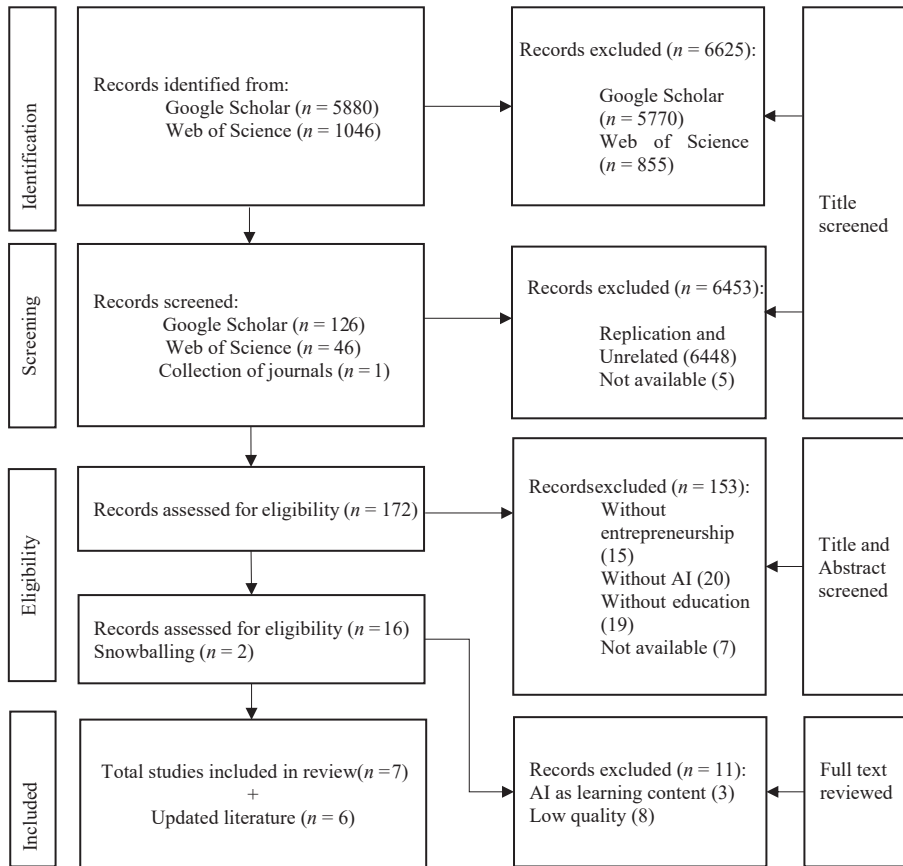 Identification
Records identified from:
Google Scholar (n = 5880)
Web of Science (n = 1046)
Records excluded (n = 6625):
Google Scholar
(n = 5770)
Web of Science
(n = 855)
Title
screened
Screening
Records screened:
Google Scholar (n = 126)
Web of Science (n = 46)
Collection of journals (n = 1)
Records excluded (n = 6453):
Replication and
Unrelated (6448)
Not available (5)
Eligibility
Records assessed for eligibility (n = 172)
Recordsexcluded (n = 153):
Without
entrepreneurship
(15)
Without AI (20)
Without education
(19)
Not available (7)
Title and
Abstract
screened
Records assessed for eligibility (n = 16)
Snowballing (n = 2)
Included
Total studies included in review(n = 7)
+
Updated literature (n = 6)
Records excluded (n = 11):
AI as learning content (3)
Low quality (8)
Full text
reviewed